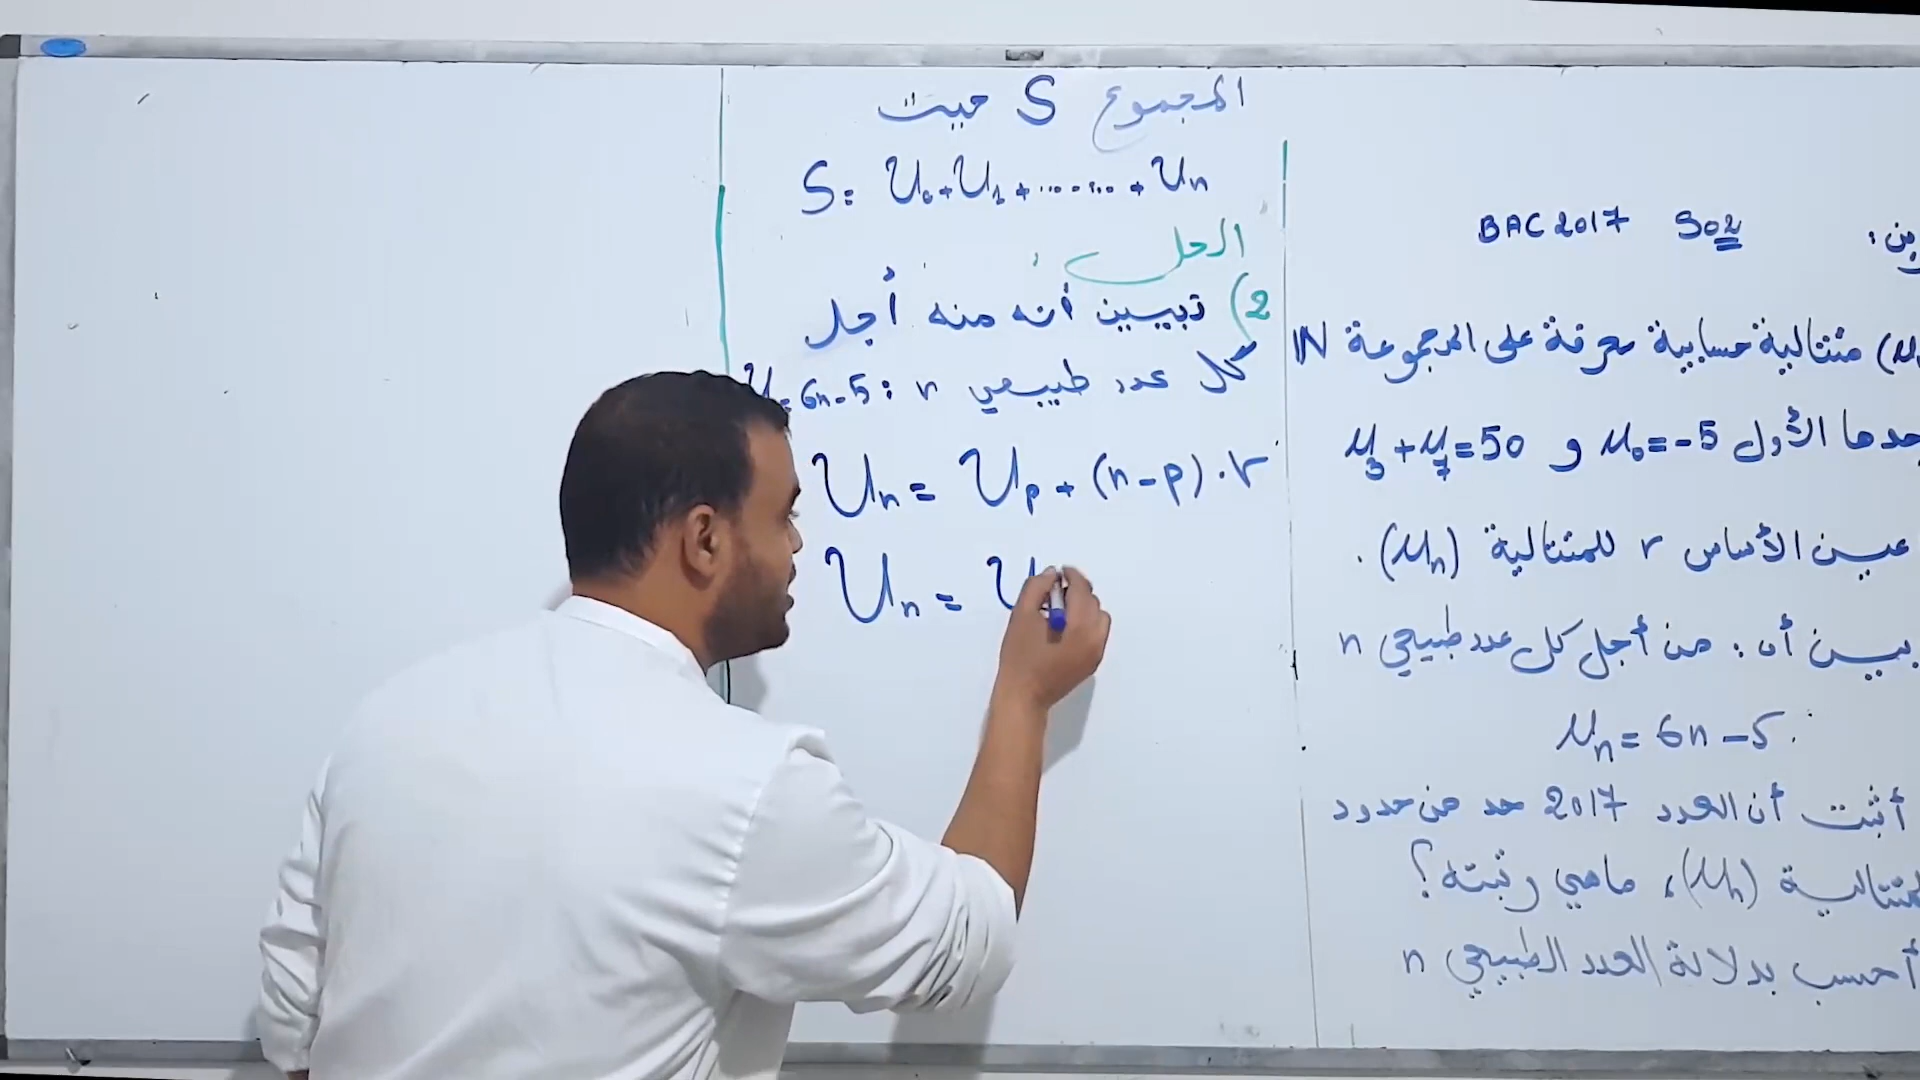 BAC 2017 S02
متتالية حسابية معرفة على المجموعة IN
حدها الأول u₀ = -5 و u₃ + u₇ = 50
عين الأساس r للمتتالية (uₙ).
بين أن: من أجل كل عدد طبيعي n
uₙ = 6n - 5.
أثبت أن العدد 2017 حد من حدود
(uₙ)، ماهي رتبته؟
أحسب بدلالة العدد الطبيعي n
المجموع S حيث
S = U₀ + U₁ + ....... + Uₙ
الحل:
2) تبيين أنه منه أجل
كل عدد طبيعي n : = 6n - 5
Uₙ = Uₚ + (n - p) . r
Uₙ = U